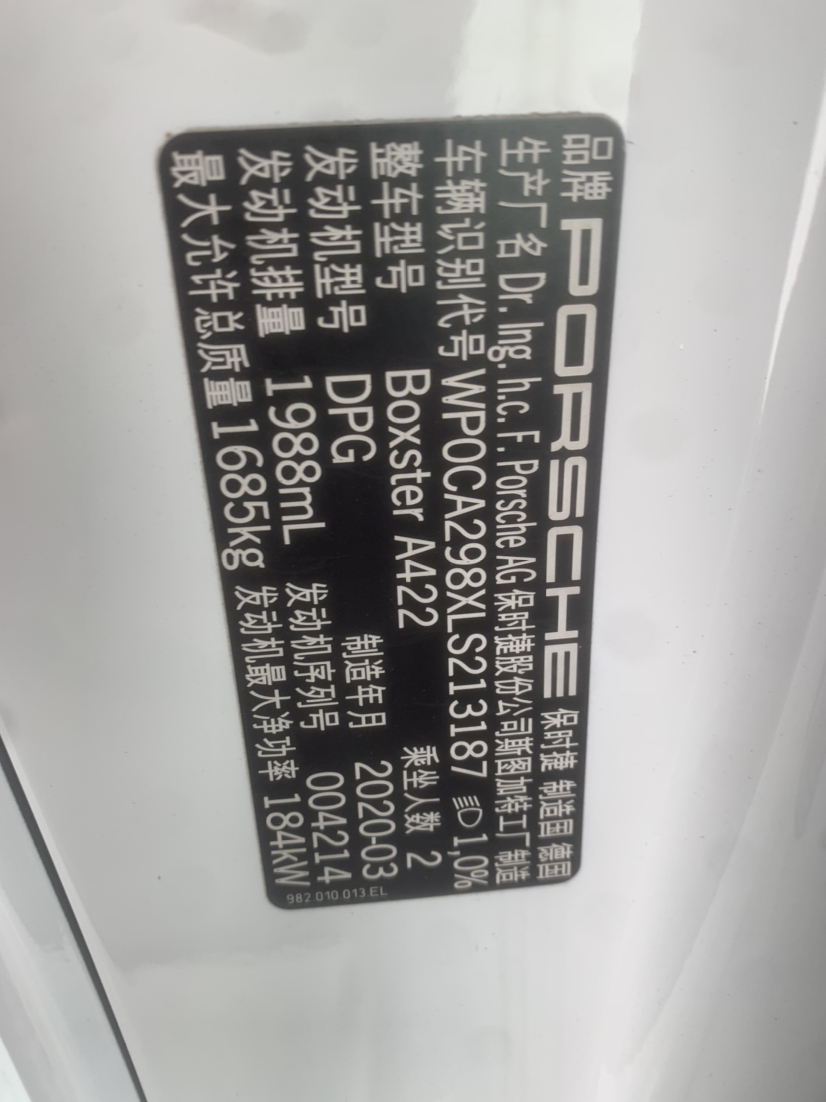 品牌 PORSCHE 保时捷 制造国 德国
生产厂名 Dr. Ing. h.c. F. Porsche AG 保时捷股份公司斯图加特工厂 制造
车辆识别代号 WP0CA298XLS213187 1,0%
整车型号 Boxster A422 乘坐人数 2
发动机型号 DPG 制造年月 2020-03
发动机排量 1988mL 发动机序列号 004214
最大允许总质量 1685kg 发动机最大净功率 184kW
982.010.013.EL